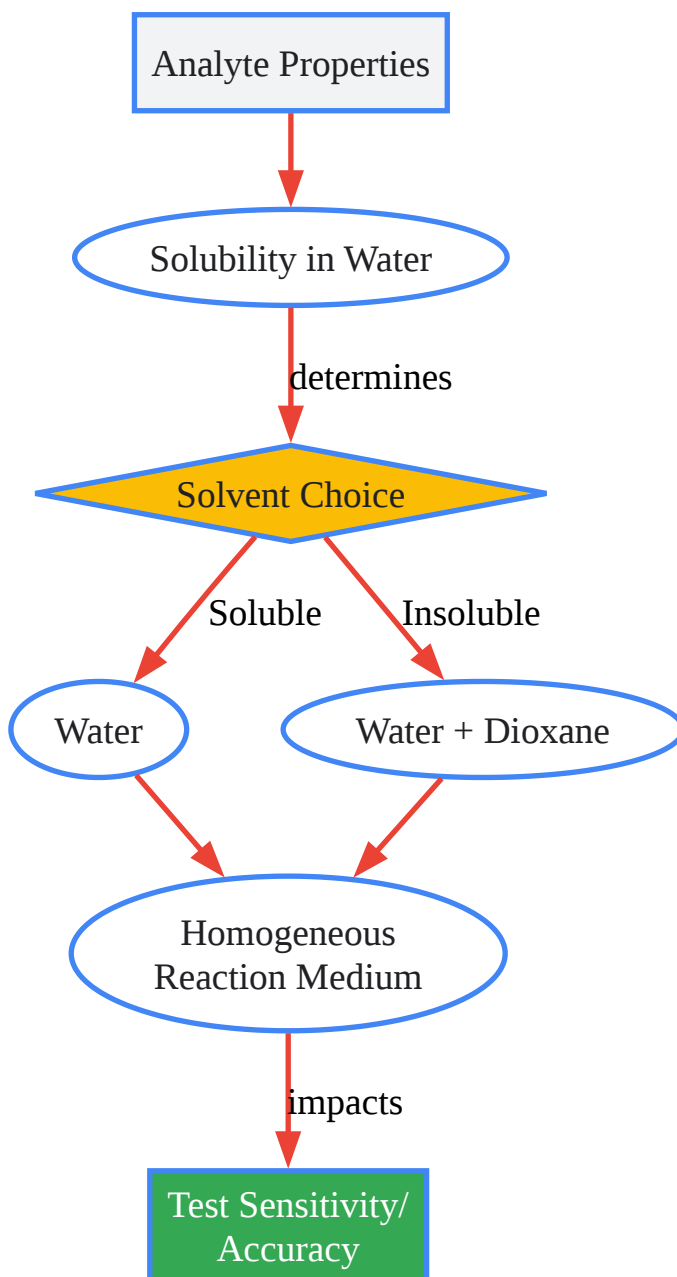 Analyte Properties
Solubility in Water
determines
Solvent Choice
Soluble
Insoluble
Water
Water + Dioxane
Homogeneous
Reaction Medium
impacts
Test Sensitivity/
Accuracy